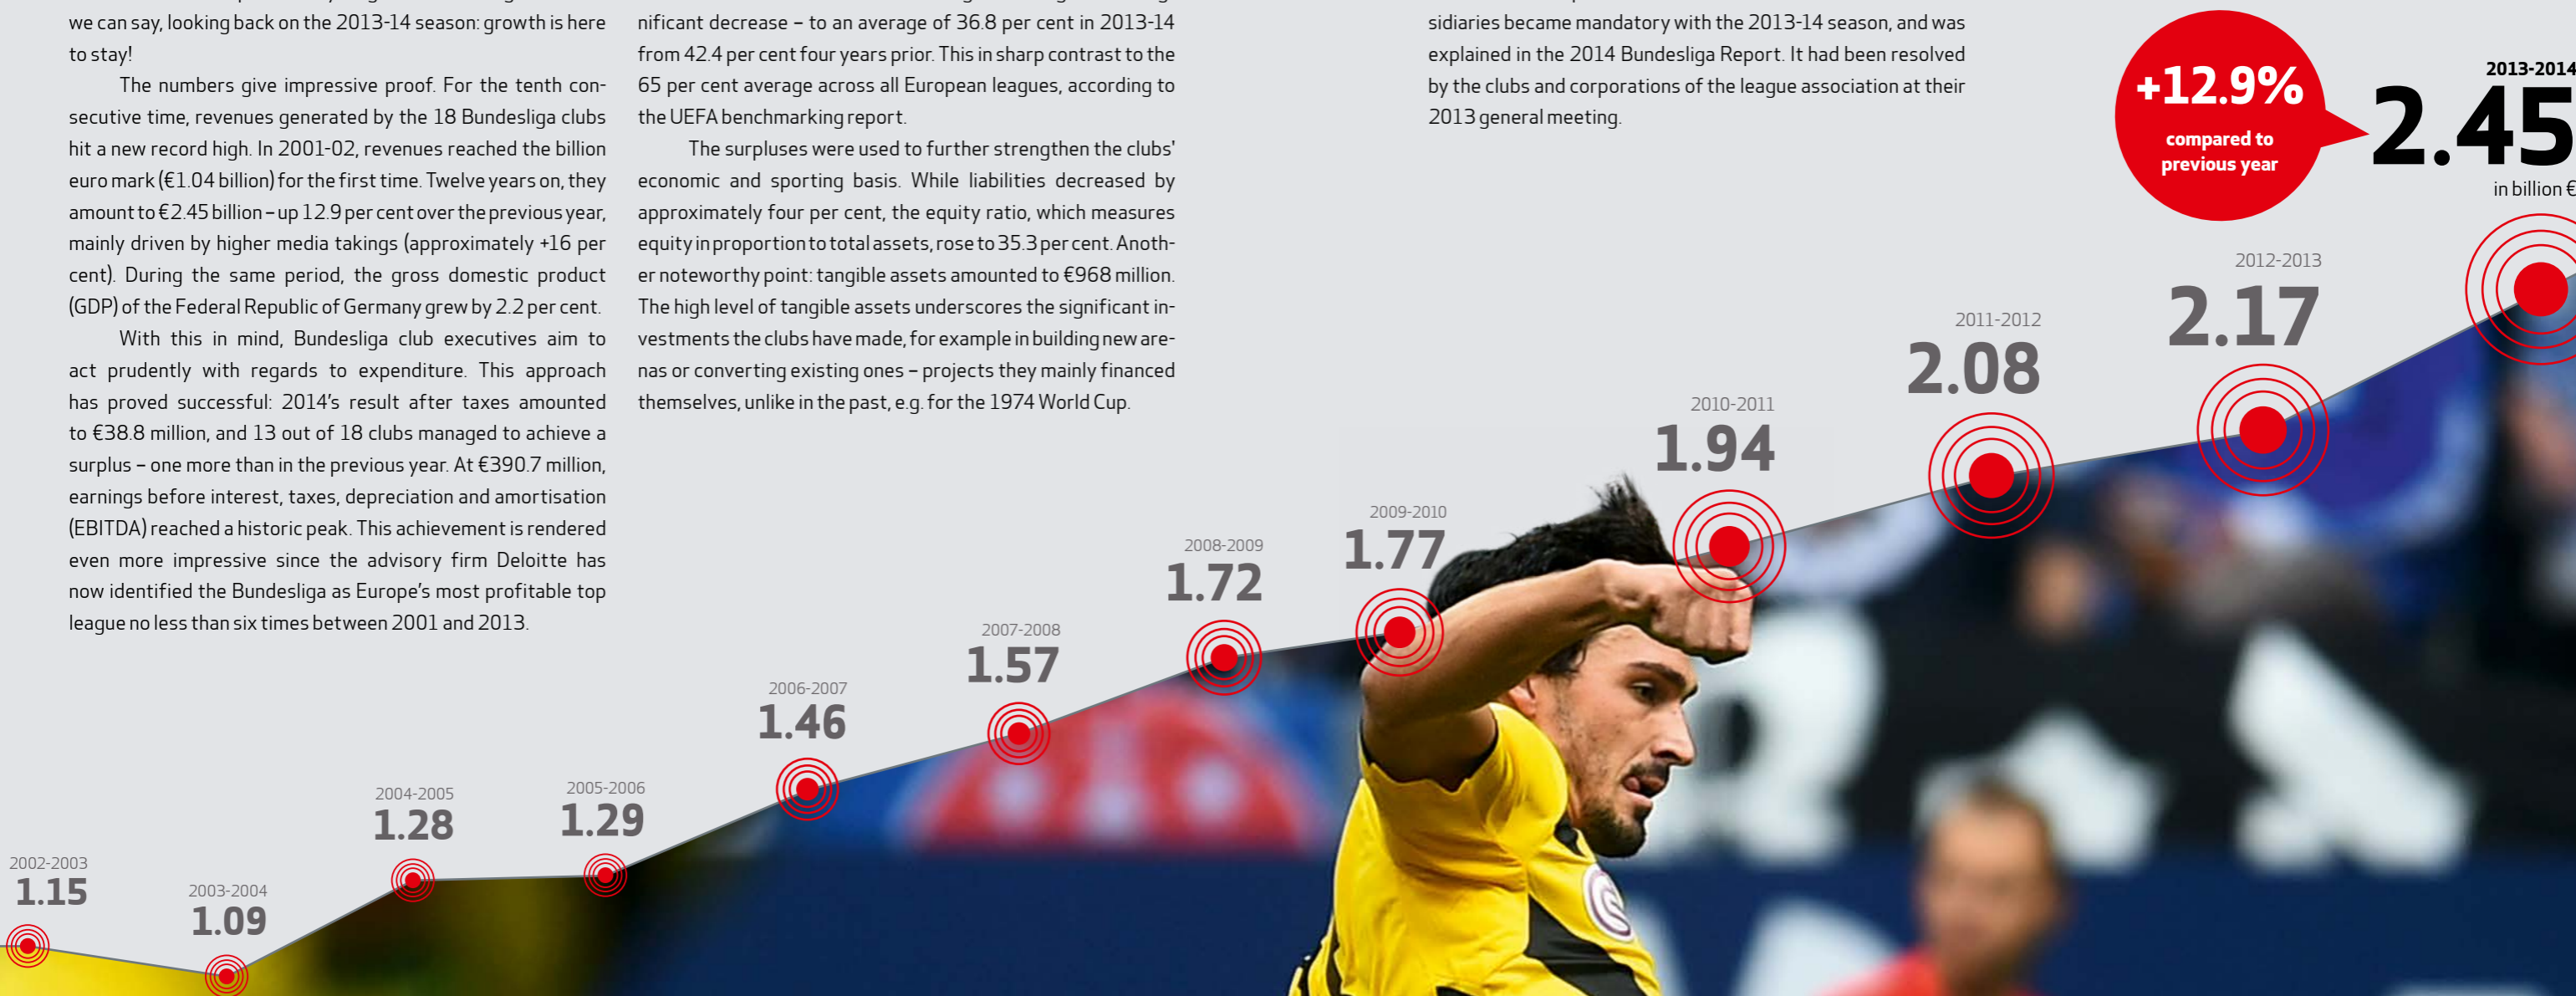 we can say, looking back on the 2013-14 season: growth is here
to stay!
The numbers give impressive proof. For the tenth con-
secutive time, revenues generated by the 18 Bundesliga clubs
hit a new record high. In 2001-02, revenues reached the billion
euro mark (€1.04 billion) for the first time. Twelve years on, they
amount to €2.45 billion – up 12.9 per cent over the previous year,
mainly driven by higher media takings (approximately +16 per
cent). During the same period, the gross domestic product
(GDP) of the Federal Republic of Germany grew by 2.2 per cent.
With this in mind, Bundesliga club executives aim to
act prudently with regards to expenditure. This approach
has proved successful: 2014's result after taxes amounted
to €38.8 million, and 13 out of 18 clubs managed to achieve a
surplus – one more than in the previous year. At €390.7 million,
earnings before interest, taxes, depreciation and amortisation
(EBITDA) reached a historic peak. This achievement is rendered
even more impressive since the advisory firm Deloitte has
now identified the Bundesliga as Europe's most profitable top
league no less than six times between 2001 and 2013.
nificant decrease – to an average of 36.8 per cent in 2013-14
from 42.4 per cent four years prior. This in sharp contrast to the
65 per cent average across all European leagues, according to
the UEFA benchmarking report.
The surpluses were used to further strengthen the clubs'
economic and sporting basis. While liabilities decreased by
approximately four per cent, the equity ratio, which measures
equity in proportion to total assets, rose to 35.3 per cent. Anoth-
er noteworthy point: tangible assets amounted to €968 million.
The high level of tangible assets underscores the significant in-
vestments the clubs have made, for example in building new are-
nas or converting existing ones – projects they mainly financed
themselves, unlike in the past, e.g. for the 1974 World Cup.
sidiaries became mandatory with the 2013-14 season, and was
explained in the 2014 Bundesliga Report. It had been resolved
by the clubs and corporations of the league association at their
2013 general meeting.
+12.9%
compared to
previous year
2013-2014
2.45
in billion €
2012-2013
2.17
2011-2012
2.08
2010-2011
1.94
2009-2010
1.77
2008-2009
1.72
2007-2008
1.57
2006-2007
1.46
2005-2006
1.29
2004-2005
1.28
2003-2004
1.09
2002-2003
1.15